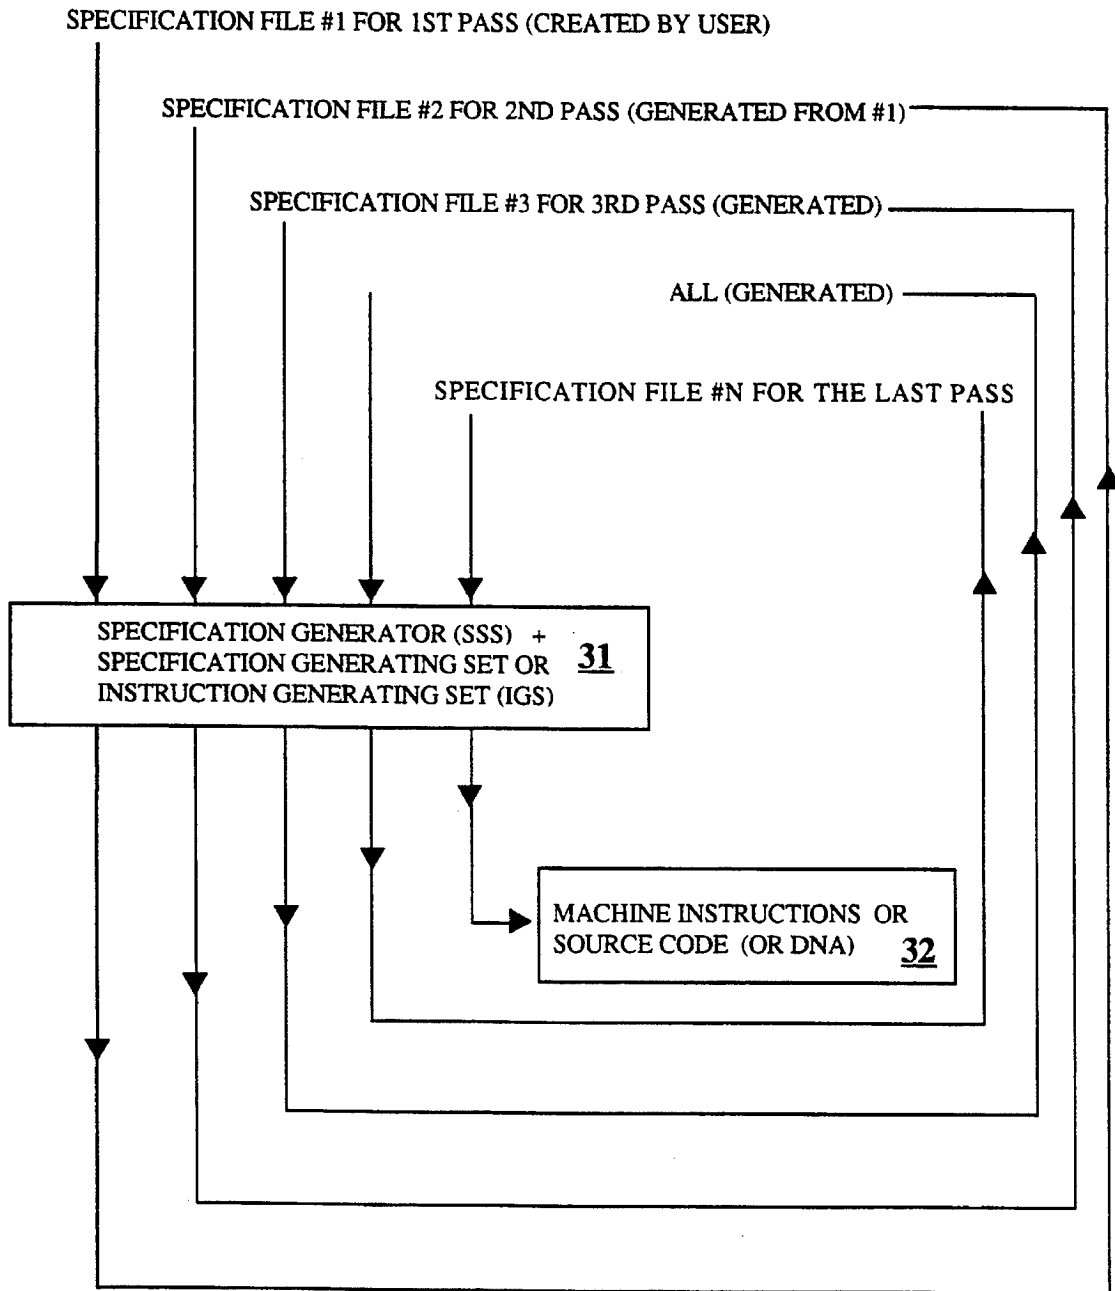 SPECIFICATION FILE #1 FOR 1ST PASS (CREATED BY USER)
SPECIFICATION FILE #2 FOR 2ND PASS (GENERATED FROM #1)
SPECIFICATION FILE #3 FOR 3RD PASS (GENERATED)
ALL (GENERATED)
SPECIFICATION FILE #N FOR THE LAST PASS
SPECIFICATION GENERATOR (SSS) +
SPECIFICATION GENERATING SET OR
INSTRUCTION GENERATING SET (IGS)
31
MACHINE INSTRUCTIONS OR
SOURCE CODE (OR DNA)
32